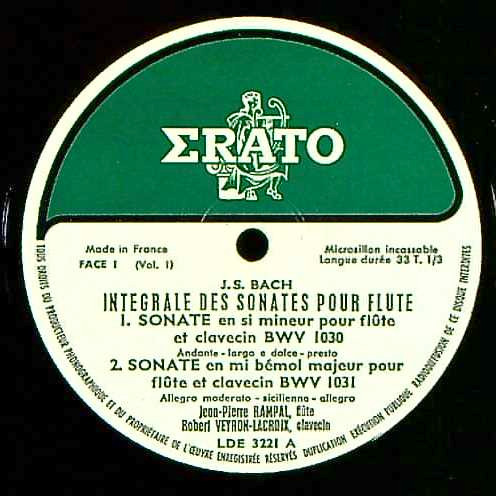 ΣRATO
Made in France
FACE 1 (Vol. 1)
Microsillon incassable
Longue durée 33 T. 1/3
J.S. BACH
INTEGRALE DES SONATES POUR FLUTE
1. SONATE en si mineur pour flûte
et clavecin BWV 1030
Andante - largo e dolce - presto
2. SONATE en mi bémol majeur pour
flûte et clavecin BWV 1031
Allegro moderato - sicilienna - allegro
Jean-Pierre RAMPAL, flûte
Robert VEYRON-LACROIX, clavecin
LDE 3221 A
TOUS DROITS DU PRODUCTEUR PHONOGRAPHIQUE ET DU PROPRIETAIRE DE L'ŒUVRE ENREGISTRÉE RÉSERVÉS DUPLICATION EXÉCUTION PUBLIQUE RADIODIFFUSION DE CE DISQUE INTERDITES